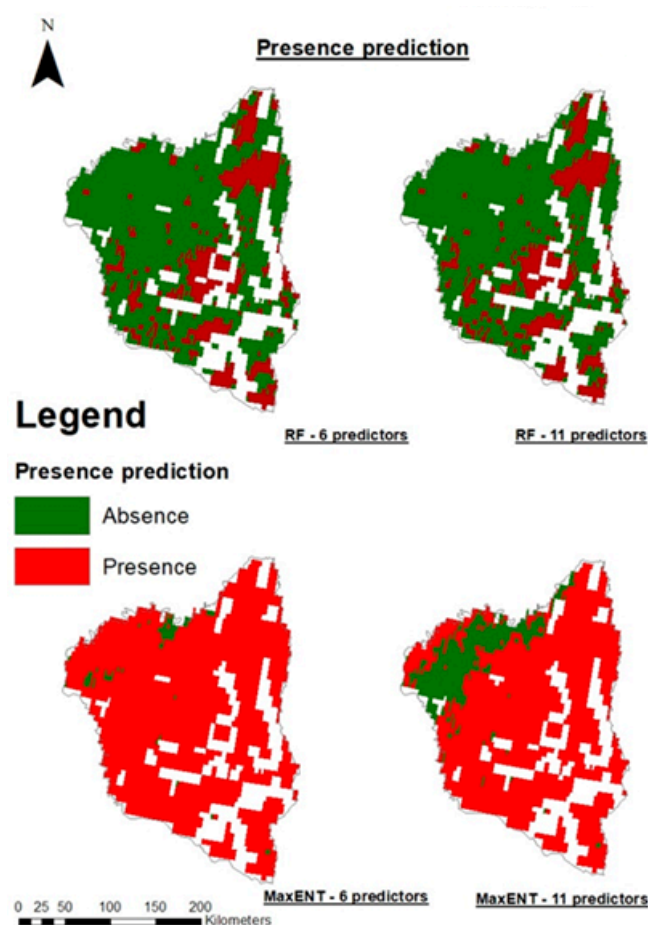 N
Presence prediction
Legend
RF - 6 predictors
RF - 11 predictors
Presence prediction
Absence
Presence
MaxENT - 6 predictors
MaxENT - 11 predictors
0 25 50 100 150 200
Kilometers